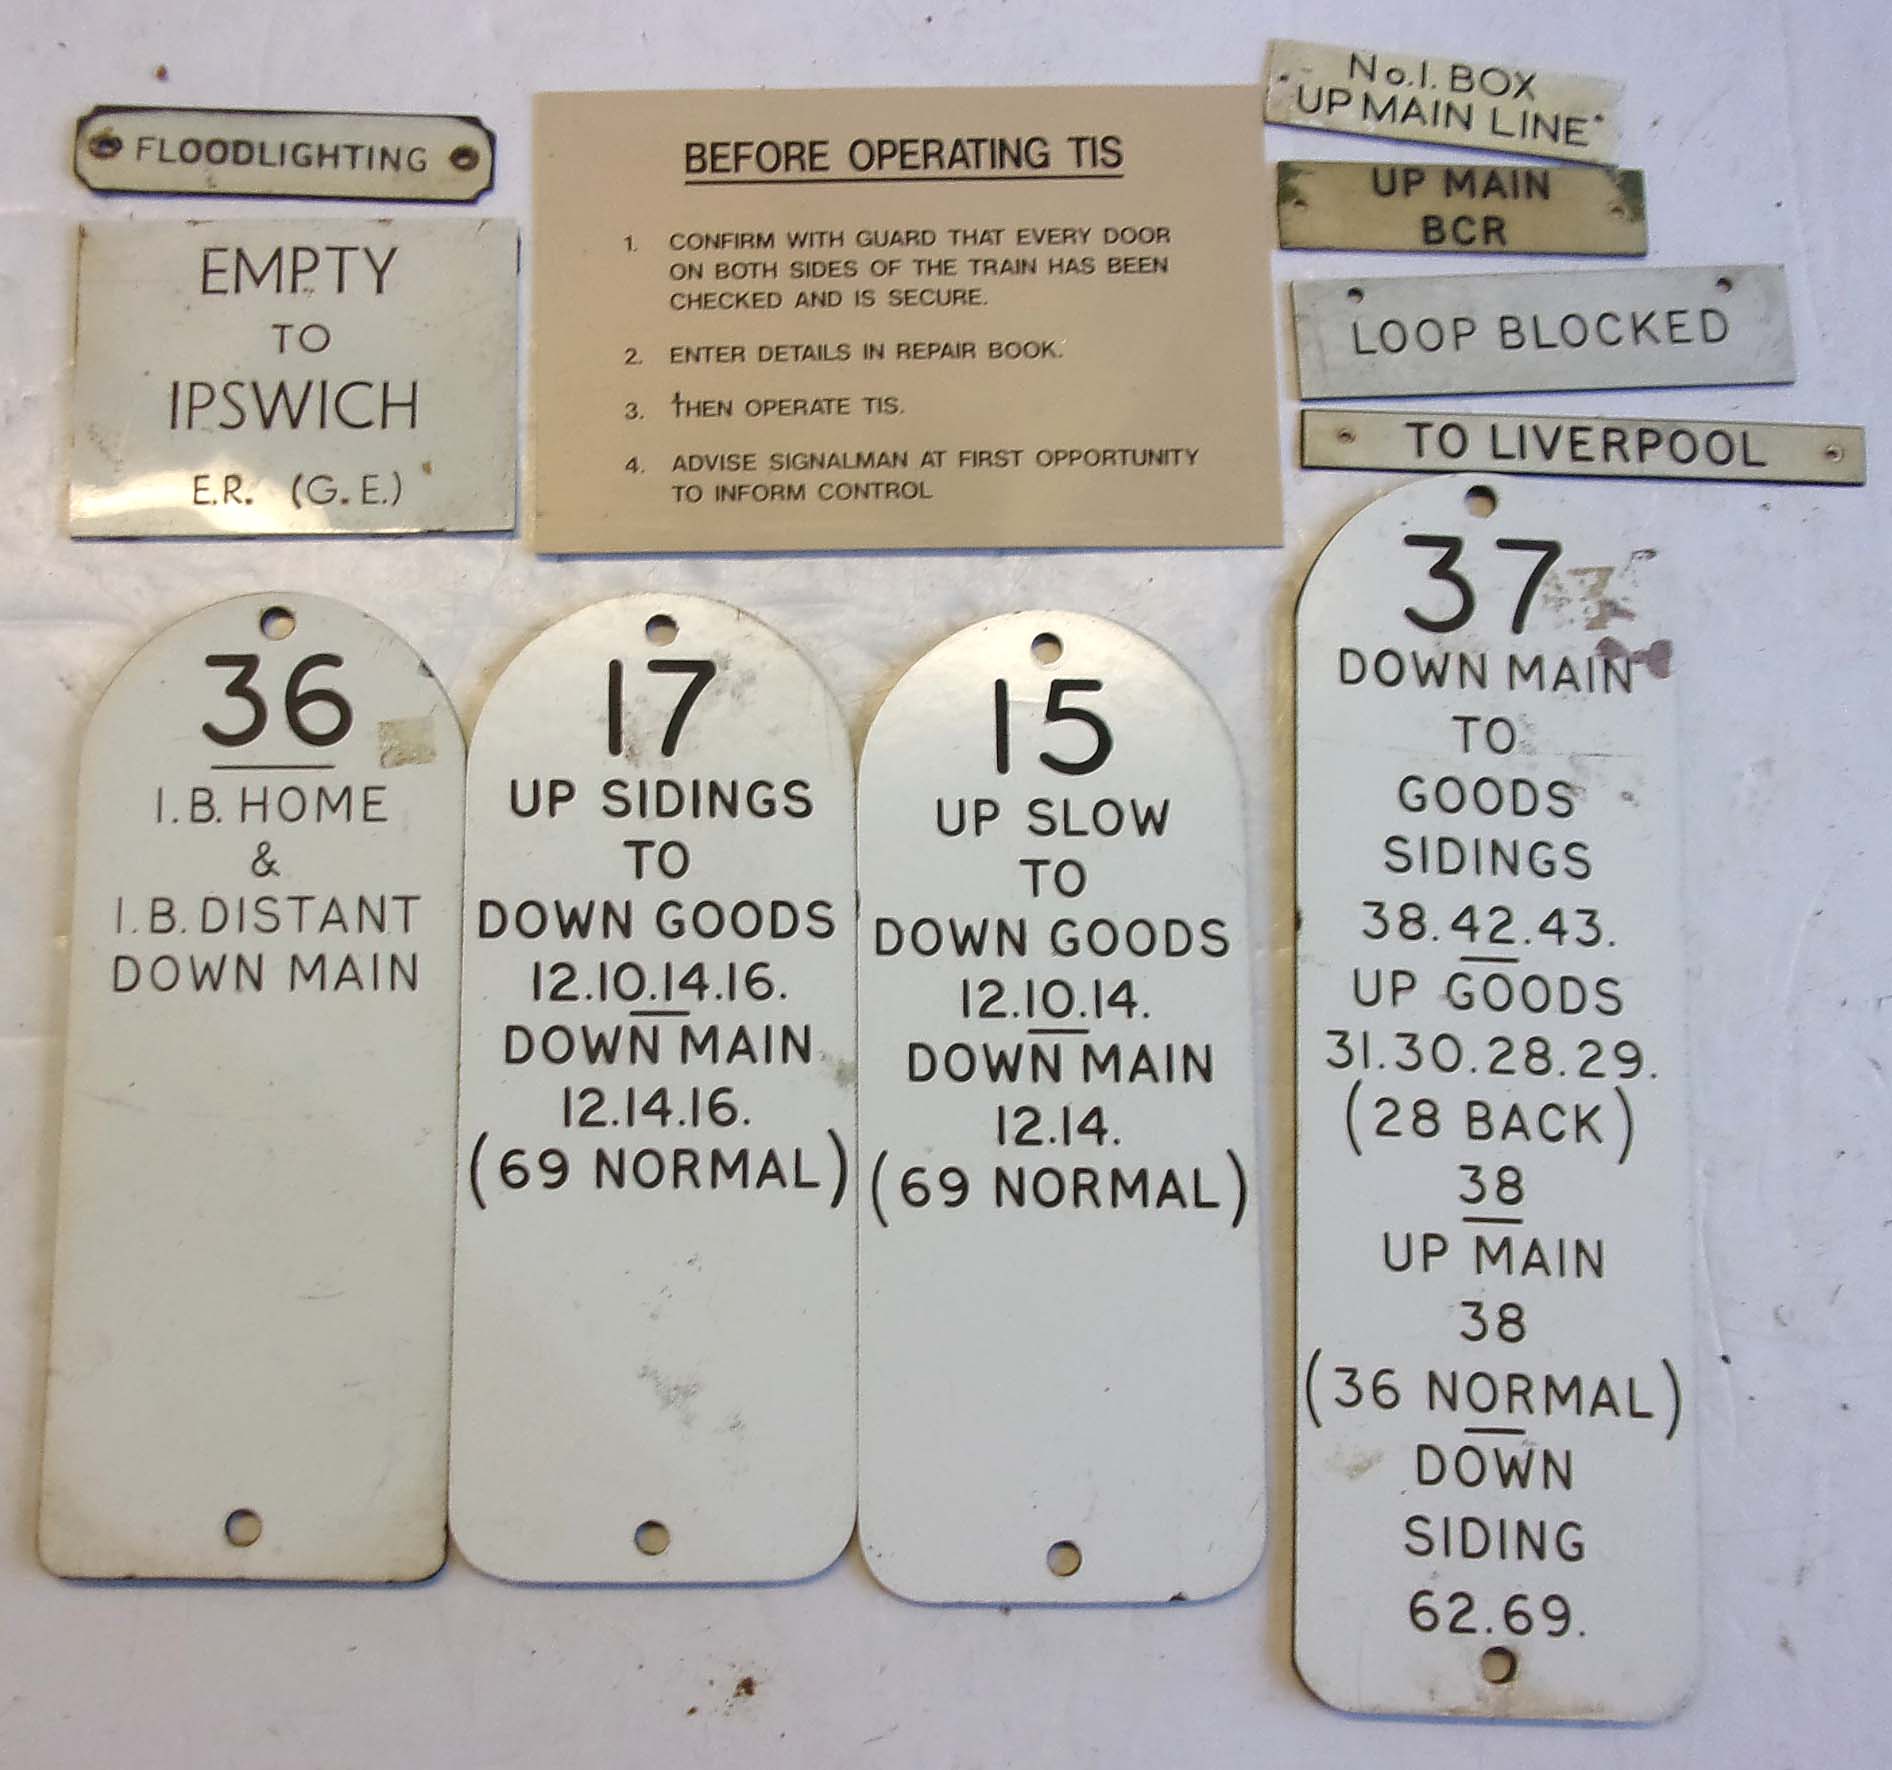 FLOODLIGHTING
EMPTY
TO
IPSWICH
E.R. (G.E.)
BEFORE OPERATING TIS
1. CONFIRM WITH GUARD THAT EVERY DOOR
ON BOTH SIDES OF THE TRAIN HAS BEEN
CHECKED AND IS SECURE.
2. ENTER DETAILS IN REPAIR BOOK.
3. THEN OPERATE TIS.
4. ADVISE SIGNALMAN AT FIRST OPPORTUNITY
TO INFORM CONTROL
No.1. BOX
UP MAIN LINE
UP MAIN
BCR
LOOP BLOCKED
TO LIVERPOOL
36
I.B. HOME
&
I.B. DISTANT
DOWN MAIN
17
UP SIDINGS
TO
DOWN GOODS
12.10.14.16.
DOWN MAIN
12.14.16.
(69 NORMAL)
15
UP SLOW
TO
DOWN GOODS
12.10.14.
DOWN MAIN
12.14.
(69 NORMAL)
37
DOWN MAIN
TO
GOODS
SIDINGS
38.42.43.
UP GOODS
31.30.28.29.
(28 BACK)
38
UP MAIN
38
(36 NORMAL)
DOWN
SIDING
62.69.